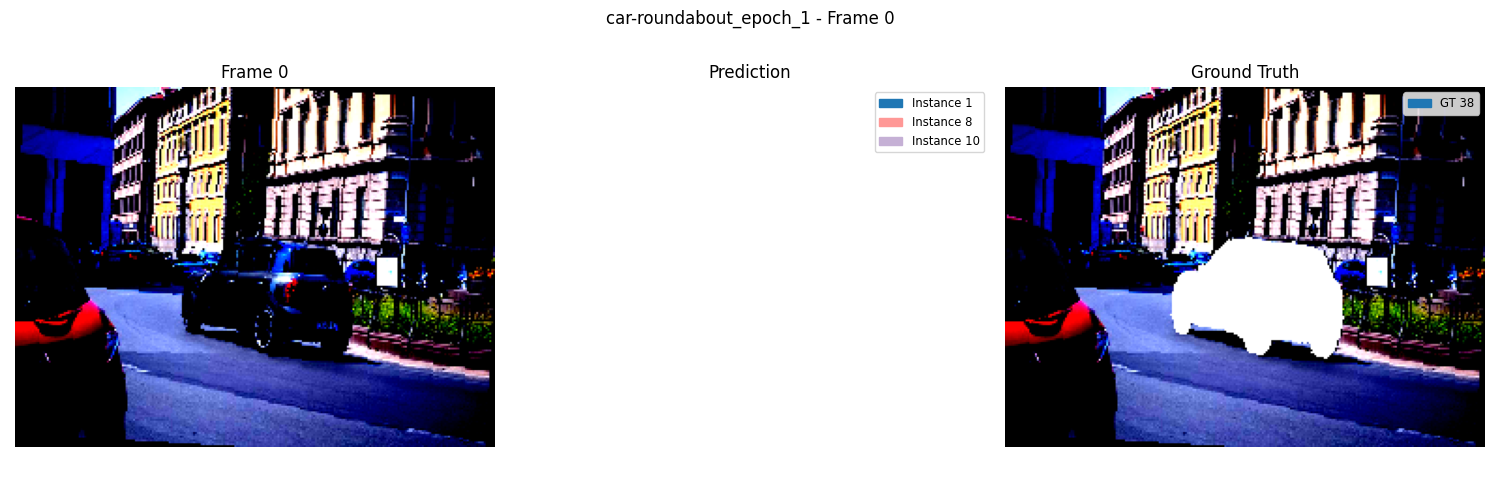 car-roundabout_epoch_1 - Frame 0
Frame 0
Prediction
Ground Truth
Instance 1
Instance 8
Instance 10
GT 38